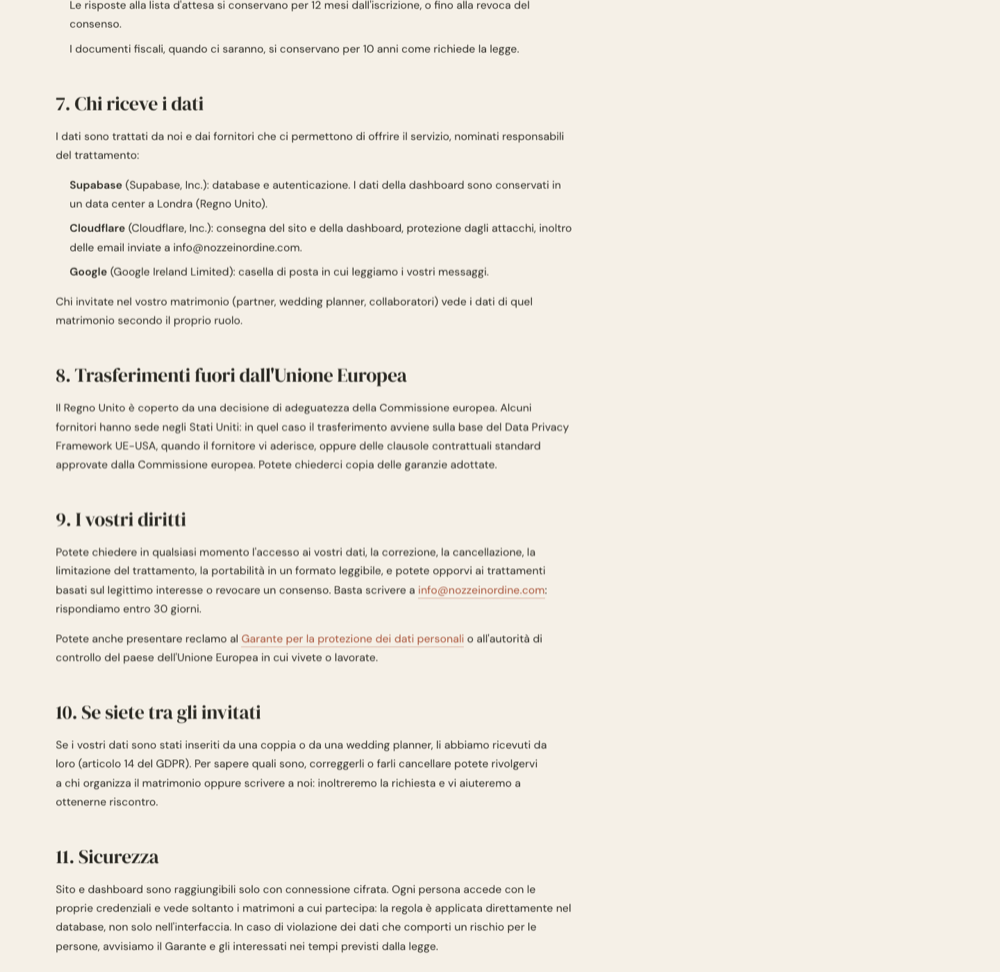 Le risposte alla lista d'attesa si conservano per 12 mesi dall'iscrizione, o fino alla revoca del
consenso.
I documenti fiscali, quando ci saranno, si conservano per 10 anni come richiede la legge.
7. Chi riceve i dati
I dati sono trattati da noi e dai fornitori che ci permettono di offrire il servizio, nominati responsabili
del trattamento:
Supabase (Supabase, Inc.): database e autenticazione. I dati della dashboard sono conservati in
un data center a Londra (Regno Unito).
Cloudflare (Cloudflare, Inc.): consegna del sito e della dashboard, protezione dagli attacchi, inoltro
delle email inviate a info@nozzeinordine.com.
Google (Google Ireland Limited): casella di posta in cui leggiamo i vostri messaggi.
Chi invitate nel vostro matrimonio (partner, wedding planner, collaboratori) vede i dati di quel
matrimonio secondo il proprio ruolo.
8. Trasferimenti fuori dall'Unione Europea
Il Regno Unito è coperto da una decisione di adeguatezza della Commissione europea. Alcuni
fornitori hanno sede negli Stati Uniti: in quel caso il trasferimento avviene sulla base del Data Privacy
Framework UE-USA, quando il fornitore vi aderisce, oppure delle clausole contrattuali standard
approvate dalla Commissione europea. Potete chiederci copia delle garanzie adottate.
9. I vostri diritti
Potete chiedere in qualsiasi momento l'accesso ai vostri dati, la correzione, la cancellazione, la
limitazione del trattamento, la portabilità in un formato leggibile, e potete opporvi ai trattamenti
basati sul legittimo interesse o revocare un consenso. Basta scrivere a info@nozzeinordine.com:
rispondiamo entro 30 giorni.
Potete anche presentare reclamo al Garante per la protezione dei dati personali o all'autorità di
controllo del paese dell'Unione Europea in cui vivete o lavorate.
10. Se siete tra gli invitati
Se i vostri dati sono stati inseriti da una coppia o da una wedding planner, li abbiamo ricevuti da
loro (articolo 14 del GDPR). Per sapere quali sono, correggerli o farli cancellare potete rivolgervi
a chi organizza il matrimonio oppure scrivere a noi: inoltreremo la richiesta e vi aiuteremo a
ottenerne riscontro.
11. Sicurezza
Sito e dashboard sono raggiungibili solo con connessione cifrata. Ogni persona accede con le
proprie credenziali e vede soltanto i matrimoni a cui partecipa: la regola è applicata direttamente nel
database, non solo nell'interfaccia. In caso di violazione dei dati che comporti un rischio per le
persone, avvisiamo il Garante e gli interessati nei tempi previsti dalla legge.